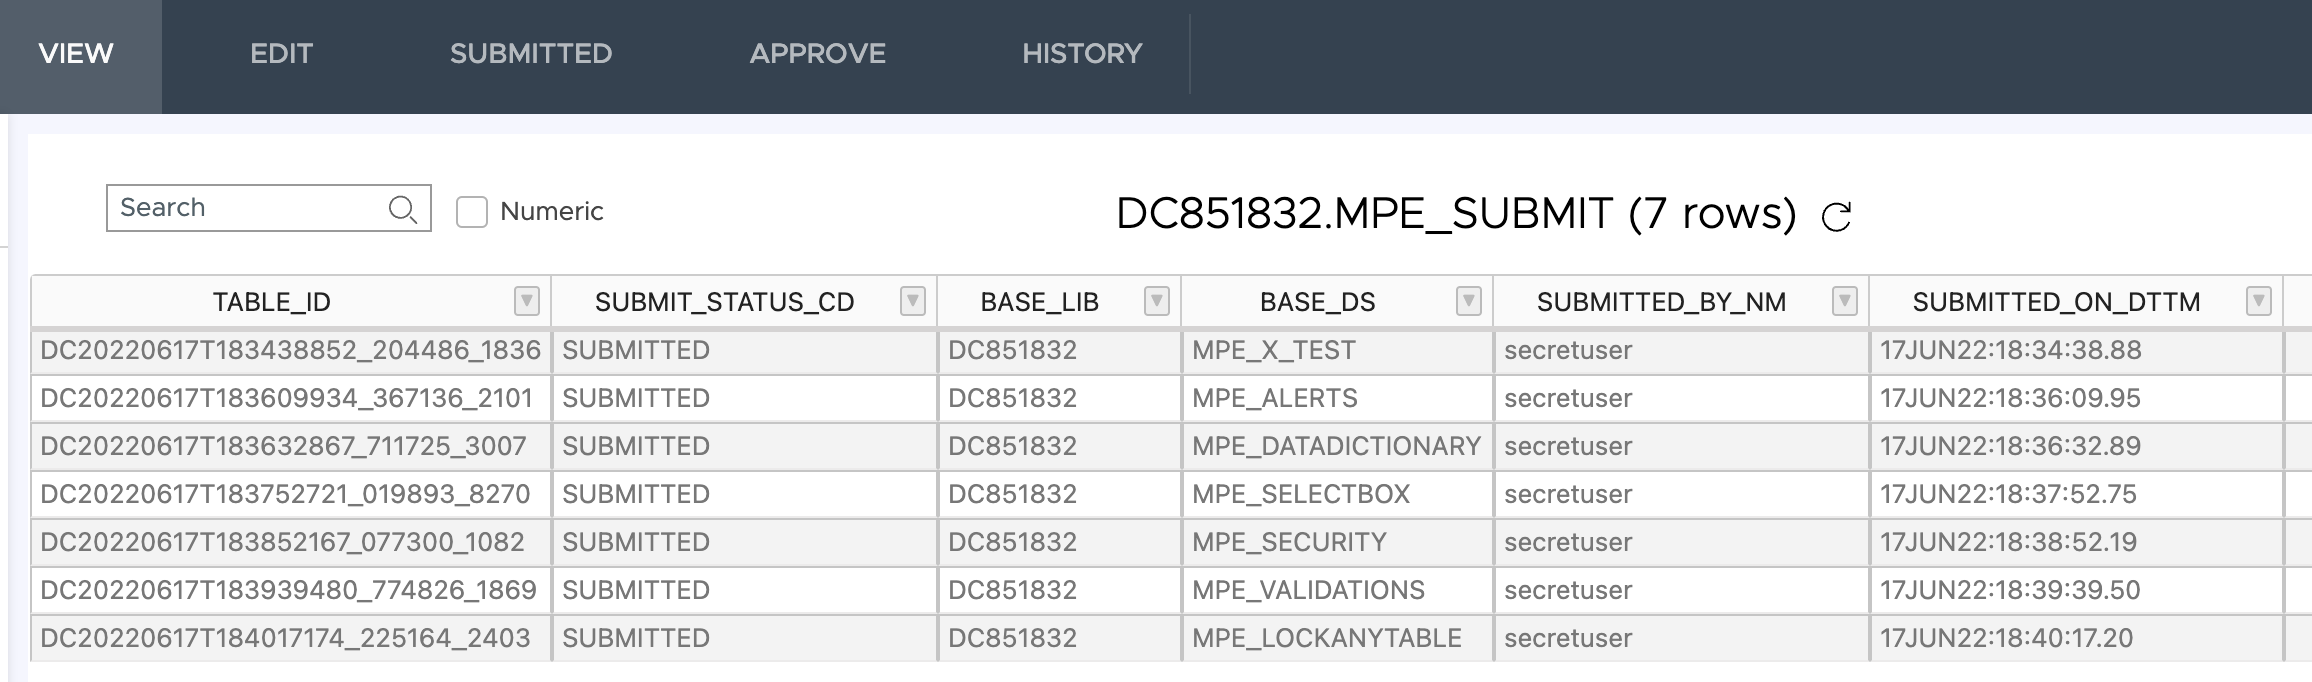 VIEW EDIT SUBMITTED APPROVE HISTORY
Search Numeric DC851832.MPE_SUBMIT (7 rows)
TABLE_ID SUBMIT_STATUS_CD BASE_LIB BASE_DS SUBMITTED_BY_NM SUBMITTED_ON_DTTM
DC20220617T183438852_204486_1836 SUBMITTED DC851832 MPE_X_TEST secretuser 17JUN22:18:34:38.88
DC20220617T183609934_367136_2101 SUBMITTED DC851832 MPE_ALERTS secretuser 17JUN22:18:36:09.95
DC20220617T183632867_711725_3007 SUBMITTED DC851832 MPE_DATADICTIONARY secretuser 17JUN22:18:36:32.89
DC20220617T183752721_019893_8270 SUBMITTED DC851832 MPE_SELECTBOX secretuser 17JUN22:18:37:52.75
DC20220617T183852167_077300_1082 SUBMITTED DC851832 MPE_SECURITY secretuser 17JUN22:18:38:52.19
DC20220617T183939480_774826_1869 SUBMITTED DC851832 MPE_VALIDATIONS secretuser 17JUN22:18:39:39.50
DC20220617T184017174_225164_2403 SUBMITTED DC851832 MPE_LOCKANYTABLE secretuser 17JUN22:18:40:17.20